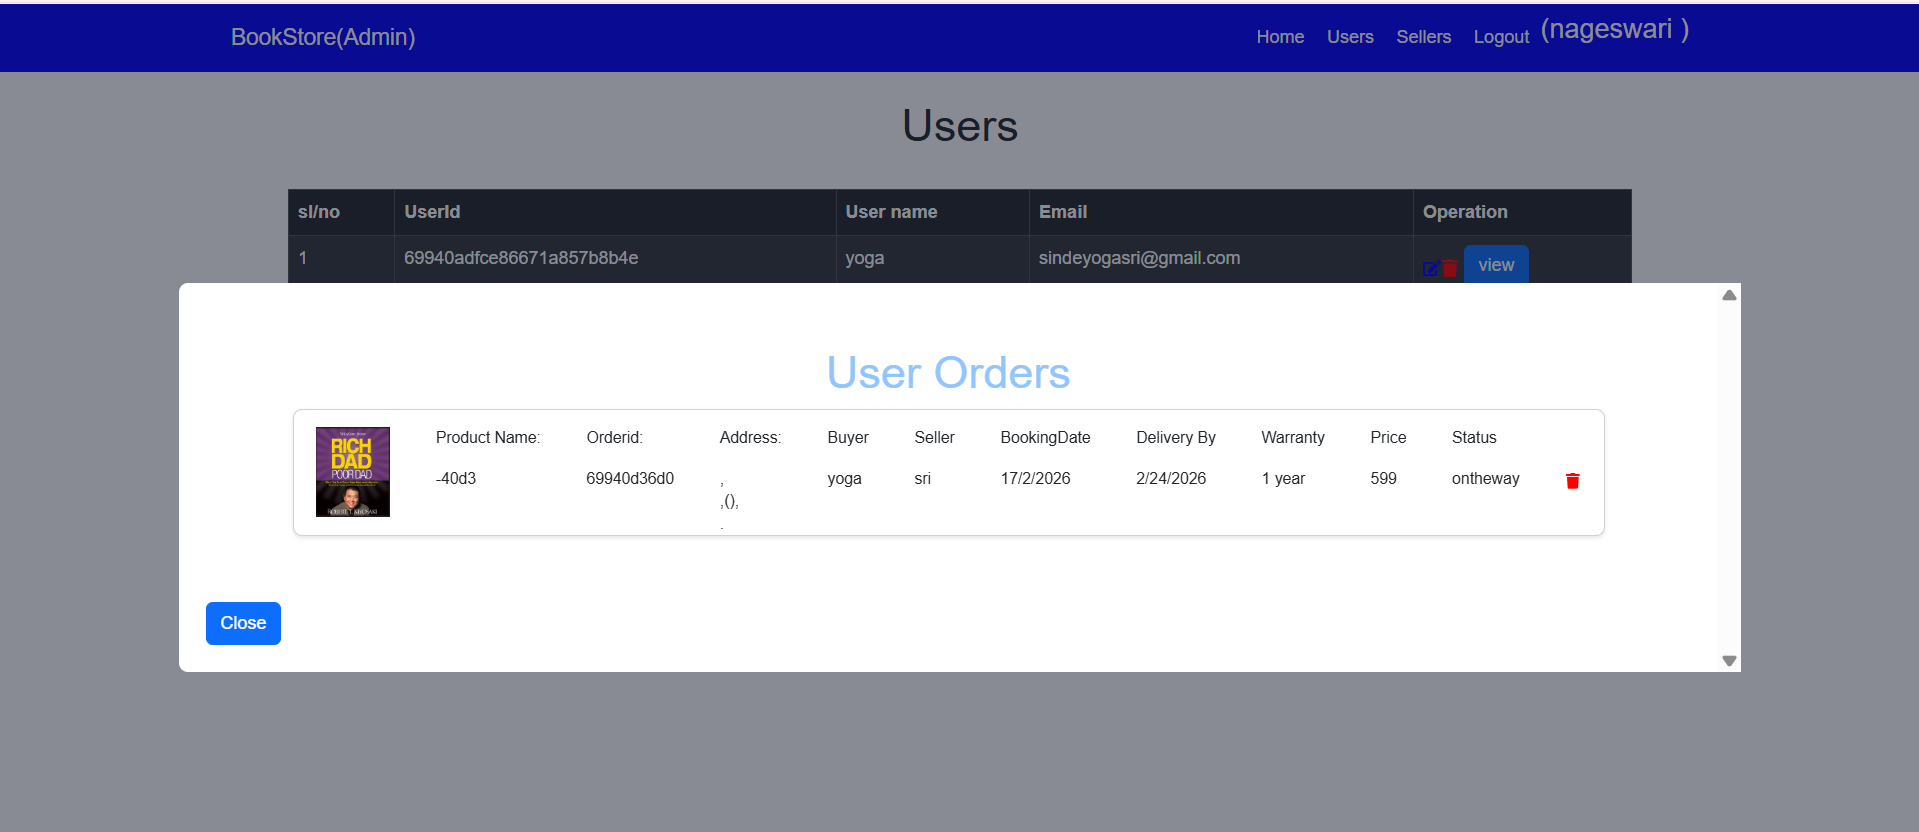 BookStore(Admin) Home Users Sellers Logout (nageswari )
Users
sl/no UserId User name Email Operation
1 69940adfce86671a857b8b4e yoga sindeyogasri@gmail.com view
User Orders
Product Name: Orderid: Address: Buyer Seller BookingDate Delivery By Warranty Price Status
-40d3 69940d36d0 , yoga sri 17/2/2026 2/24/2026 1 year 599 ontheway
,(),
.
RICH
DAD
POOR DAD
Close